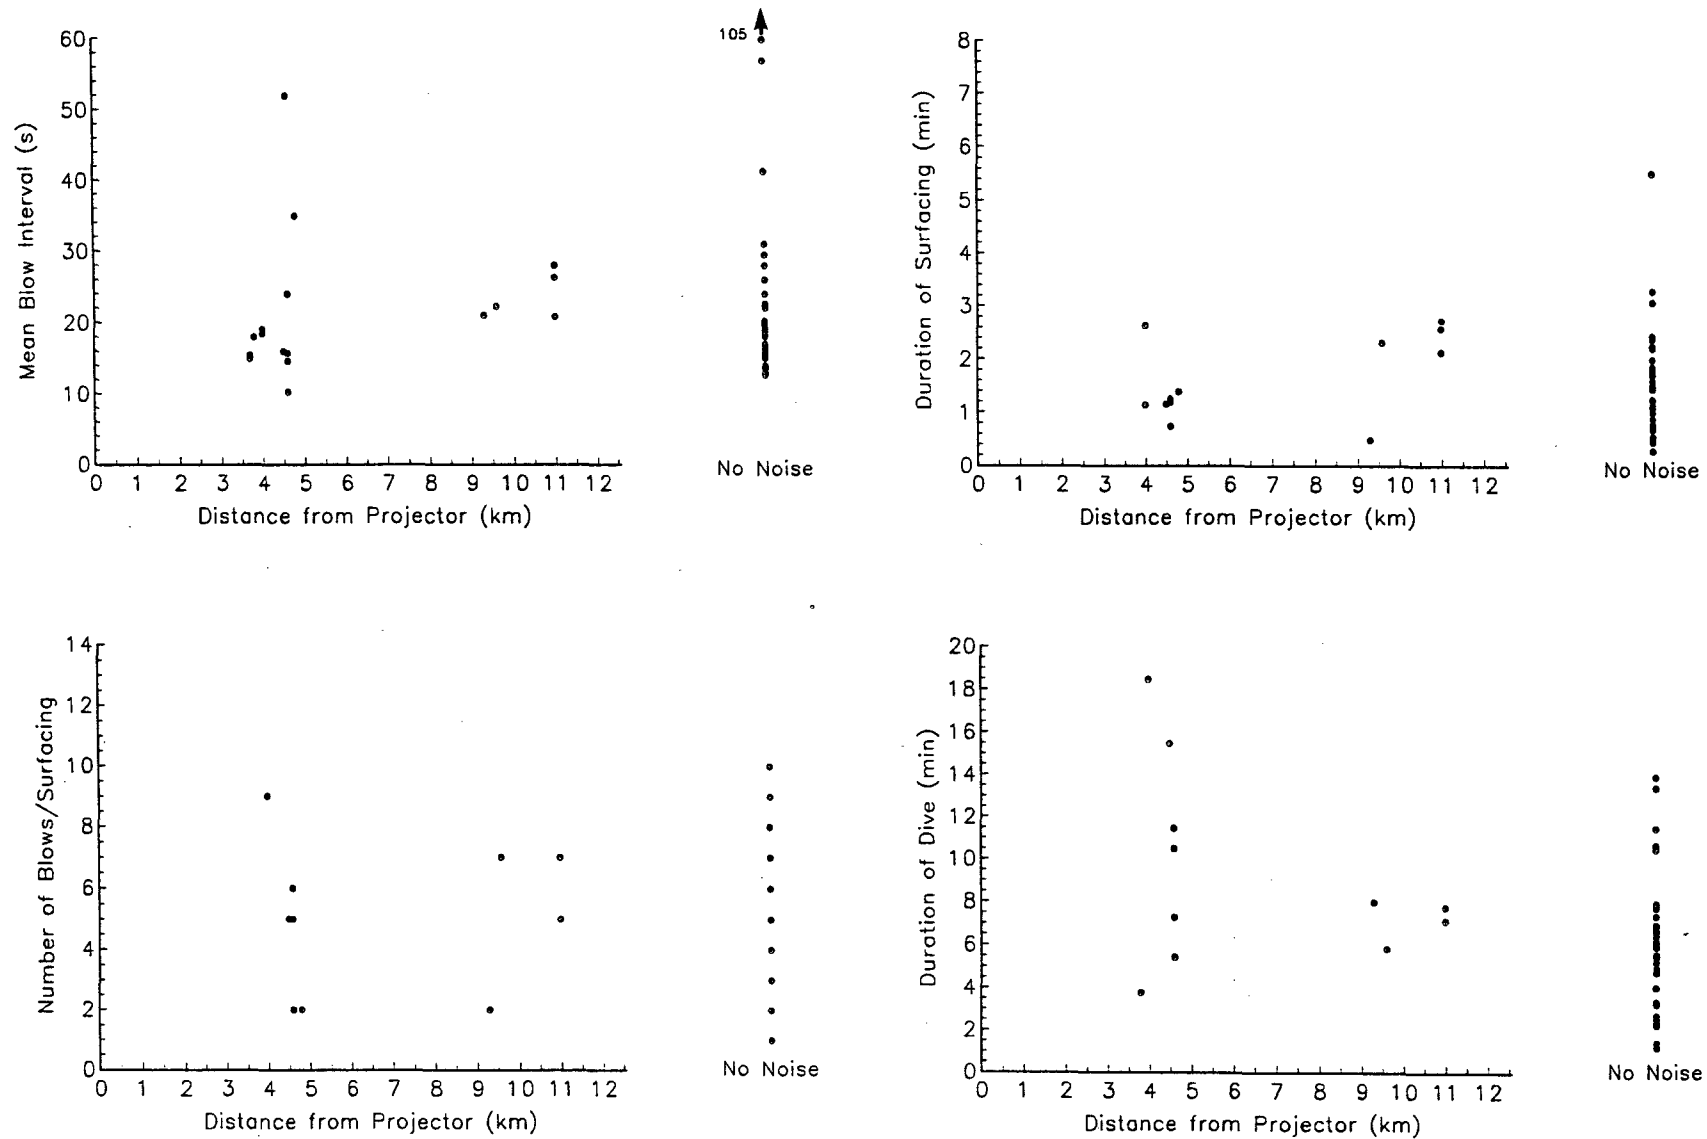 105
60
50
40
30
20
10
0
Mean Blow Interval (s)
0 1 2 3 4 5 6 7 8 9 10 11 12
Distance from Projector (km)
No Noise
8
7
6
5
4
3
2
1
0
Duration of Surfacing (min)
0 1 2 3 4 5 6 7 8 9 10 11 12
Distance from Projector (km)
No Noise
14
12
10
8
6
4
2
0
Number of Blows/Surfacing
0 1 2 3 4 5 6 7 8 9 10 11 12
Distance from Projector (km)
No Noise
20
18
16
14
12
10
8
6
4
2
0
Duration of Dive (min)
0 1 2 3 4 5 6 7 8 9 10 11 12
Distance from Projector (km)
No Noise